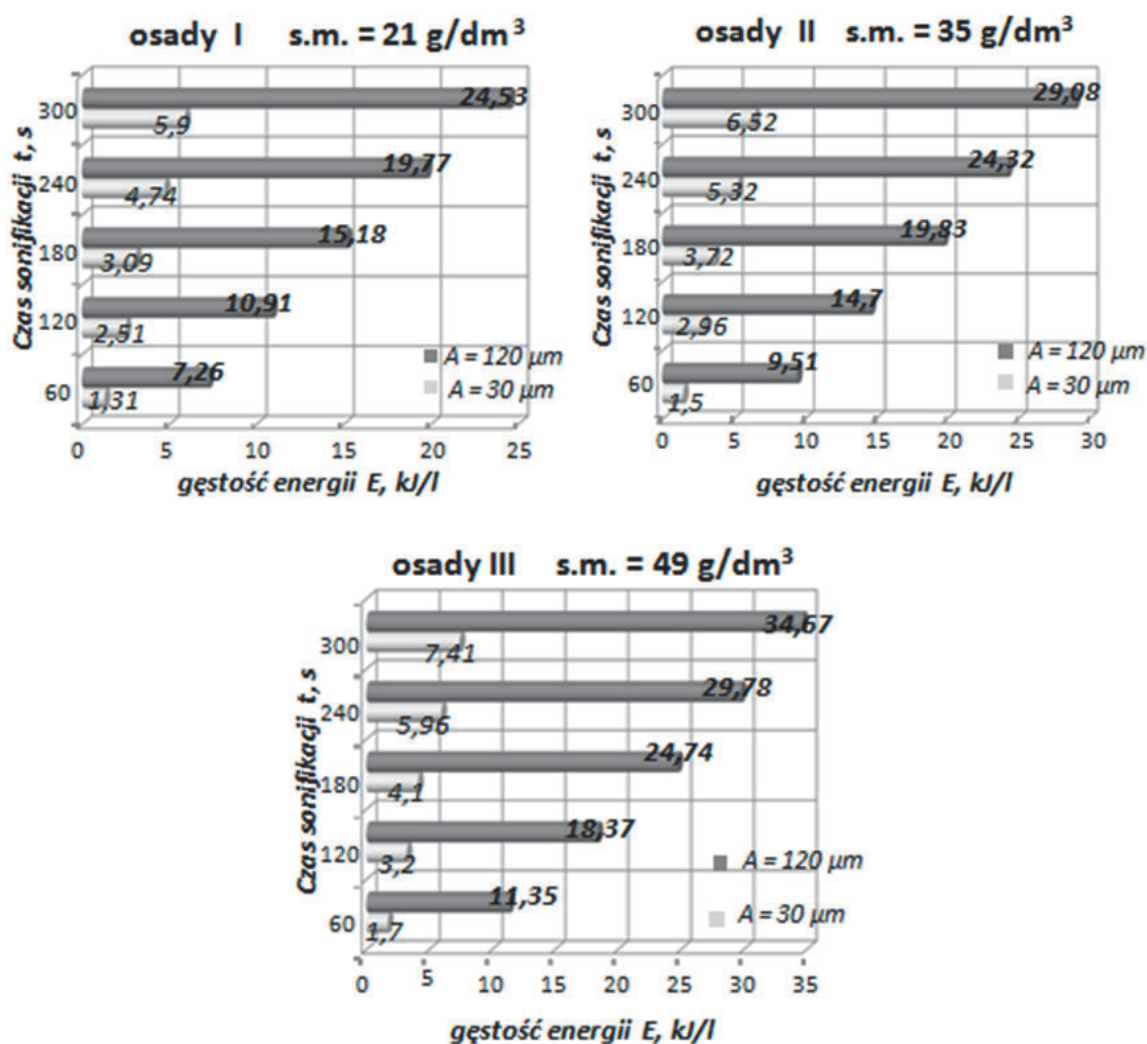 osady I s.m. = 21 g/dm³
Czas sonifikacji t, s
300
24,53
5,9
240
19,77
4,74
180
15,18
3,09
120
10,91
2,51
60
7,26
1,31
A = 120 µm
A = 30 µm
0 5 10 15 20 25
gęstość energii E, kJ/l
osady II s.m. = 35 g/dm³
Czas sonifikacji t, s
300
29,08
6,52
240
24,32
5,32
180
19,83
3,72
120
14,7
2,96
60
9,51
1,5
A = 120 µm
A = 30 µm
0 5 10 15 20 25 30
gęstość energii E, kJ/l
osady III s.m. = 49 g/dm³
Czas sonifikacji t, s
300
34,67
7,41
240
29,78
5,96
180
24,74
4,1
120
18,37
3,2
60
11,35
1,7
A = 120 µm
A = 30 µm
0 5 10 15 20 25 30 35
gęstość energii E, kJ/l